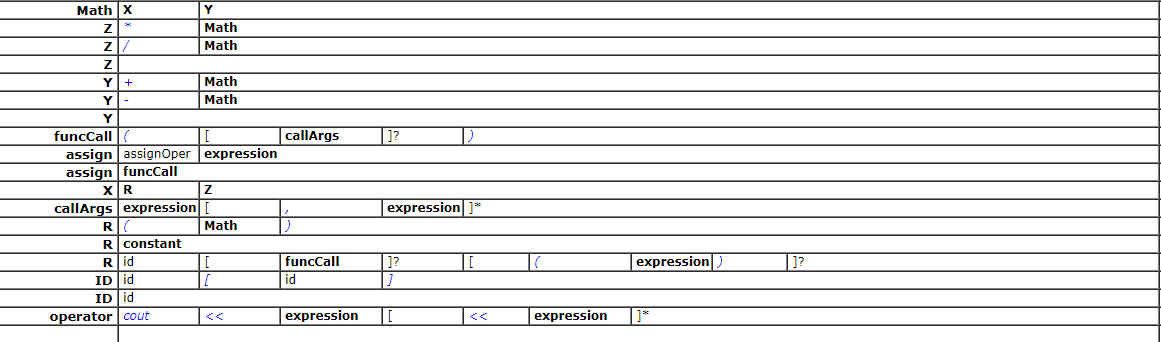 Math X Y
Z * Math
Z / Math
Z
Y + Math
Y - Math
Y
funcCall ( [ callArgs ]? )
assign assignOper expression
assign funcCall
X R Z
callArgs expression [ , expression ]*
R ( Math )
R constant
R id [ funcCall ]? [ ( expression ) ]?
ID id [ id ]
ID id
operator cout << expression [ << expression ]*